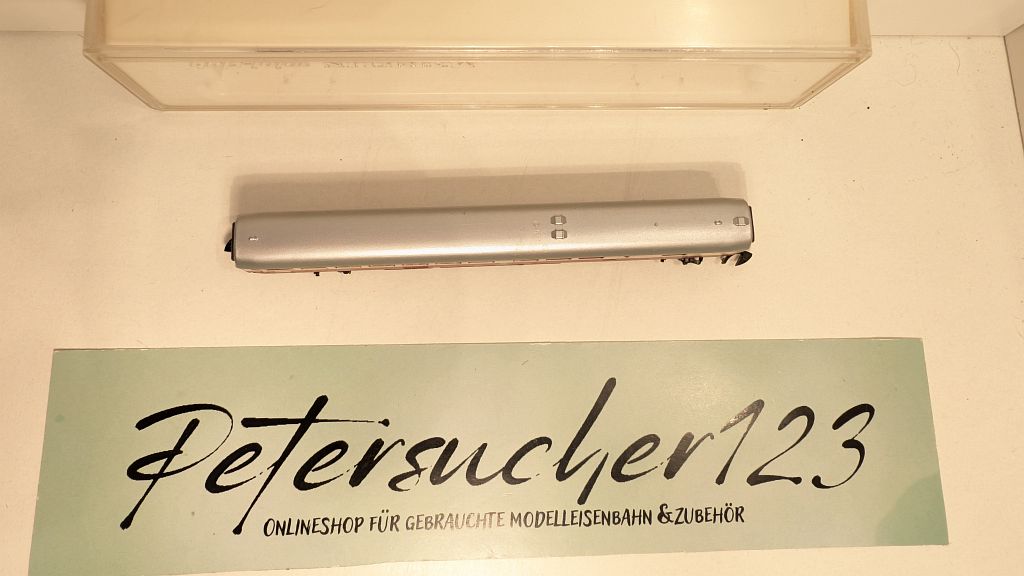 Petersucher123
ONLINESHOP FÜR GEBRAUCHTE MODELLEISENBAHN & ZUBEHÖR